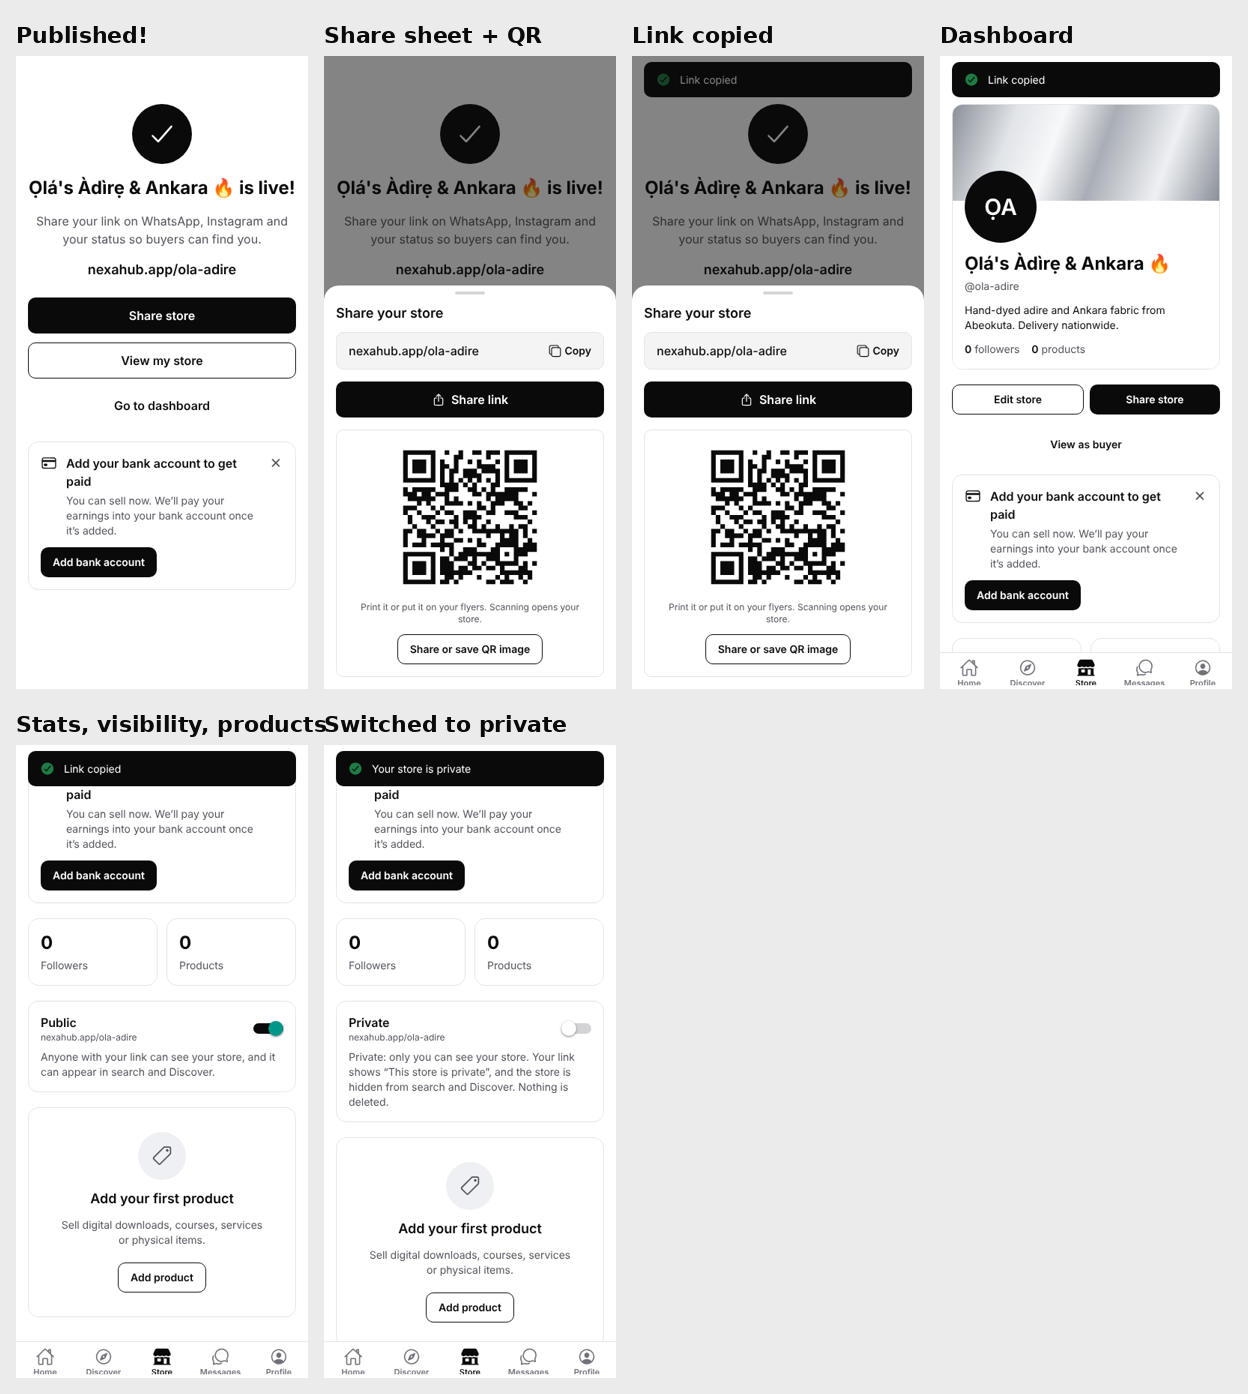 Published!
Ọlá's Àdìrẹ & Ankara 🔥 is live!
Share your link on WhatsApp, Instagram and
your status so buyers can find you.
nexahub.app/ola-adire
Share store
View my store
Go to dashboard
Add your bank account to get
paid
You can sell now. We’ll pay your
earnings into your bank account once
it’s added.
Add bank account
Share sheet + QR
Ọlá's Àdìrẹ & Ankara 🔥 is live!
Share your link on WhatsApp, Instagram and
your status so buyers can find you.
nexahub.app/ola-adire
Share your store
nexahub.app/ola-adire
Copy
Share link
Print it or put it on your flyers. Scanning opens your
store.
Share or save QR image
Link copied
Link copied
Ọlá's Àdìrẹ & Ankara 🔥 is live!
Share your link on WhatsApp, Instagram and
your status so buyers can find you.
nexahub.app/ola-adire
Share your store
nexahub.app/ola-adire
Copy
Share link
Print it or put it on your flyers. Scanning opens your
store.
Share or save QR image
Dashboard
Link copied
ỌA
Ọlá's Àdìrẹ & Ankara 🔥
@ola-adire
Hand-dyed adire and Ankara fabric from
Abeokuta. Delivery nationwide.
0 followers 0 products
Edit store
Share store
View as buyer
Add your bank account to get
paid
You can sell now. We’ll pay your
earnings into your bank account once
it’s added.
Add bank account
Home Discover Store Messages Profile
Stats, visibility, products
Link copied
paid
You can sell now. We’ll pay your
earnings into your bank account once
it’s added.
Add bank account
0
Followers
0
Products
Public
nexahub.app/ola-adire
Anyone with your link can see your store, and it
can appear in search and Discover.
Add your first product
Sell digital downloads, courses, services
or physical items.
Add product
Home Discover Store Messages Profile
Switched to private
Your store is private
paid
You can sell now. We’ll pay your
earnings into your bank account once
it’s added.
Add bank account
0
Followers
0
Products
Private
nexahub.app/ola-adire
Private: only you can see your store. Your link
shows “This store is private”, and the store is
hidden from search and Discover. Nothing is
deleted.
Add your first product
Sell digital downloads, courses, services
or physical items.
Add product
Home Discover Store Messages Profile